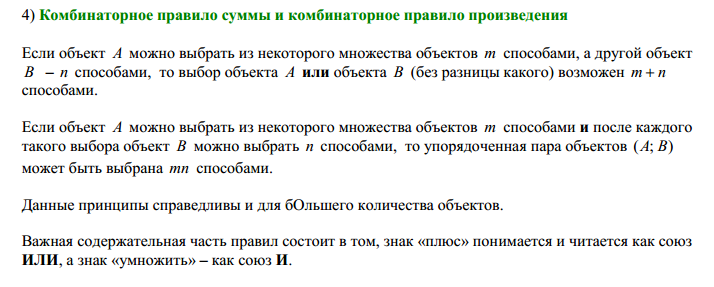 4) Комбинаторное правило суммы и комбинаторное правило произведения
Если объект A можно выбрать из некоторого множества объектов m способами, а другой объект
B – n способами, то выбор объекта A или объекта B (без разницы какого) возможен m + n
способами.
Если объект A можно выбрать из некоторого множества объектов m способами и после каждого
такого выбора объект B можно выбрать n способами, то упорядоченная пара объектов (A; B)
может быть выбрана mn способами.
Данные принципы справедливы и для бОльшего количества объектов.
Важная содержательная часть правил состоит в том, знак «плюс» понимается и читается как союз
ИЛИ, а знак «умножить» – как союз И.